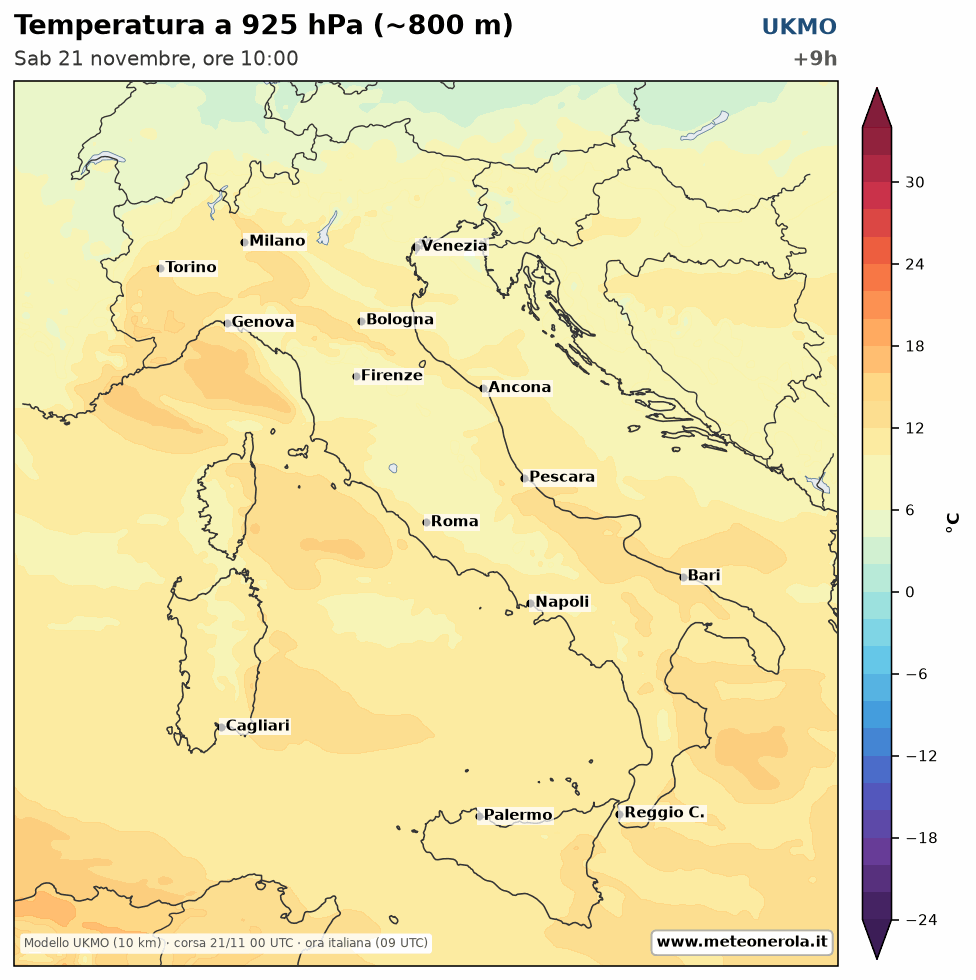 Temperatura a 925 hPa (~800 m)
UKMO
Sab 21 novembre, ore 10:00
+9h
Milano
Venezia
Torino
Genova
Bologna
Firenze
Ancona
Pescara
Roma
Bari
Napoli
Cagliari
Palermo
Reggio C.
30
24
18
12
6
0
−6
−12
−18
−24
°C
Modello UKMO (10 km) · corsa 21/11 00 UTC · ora italiana (09 UTC)
www.meteonerola.it